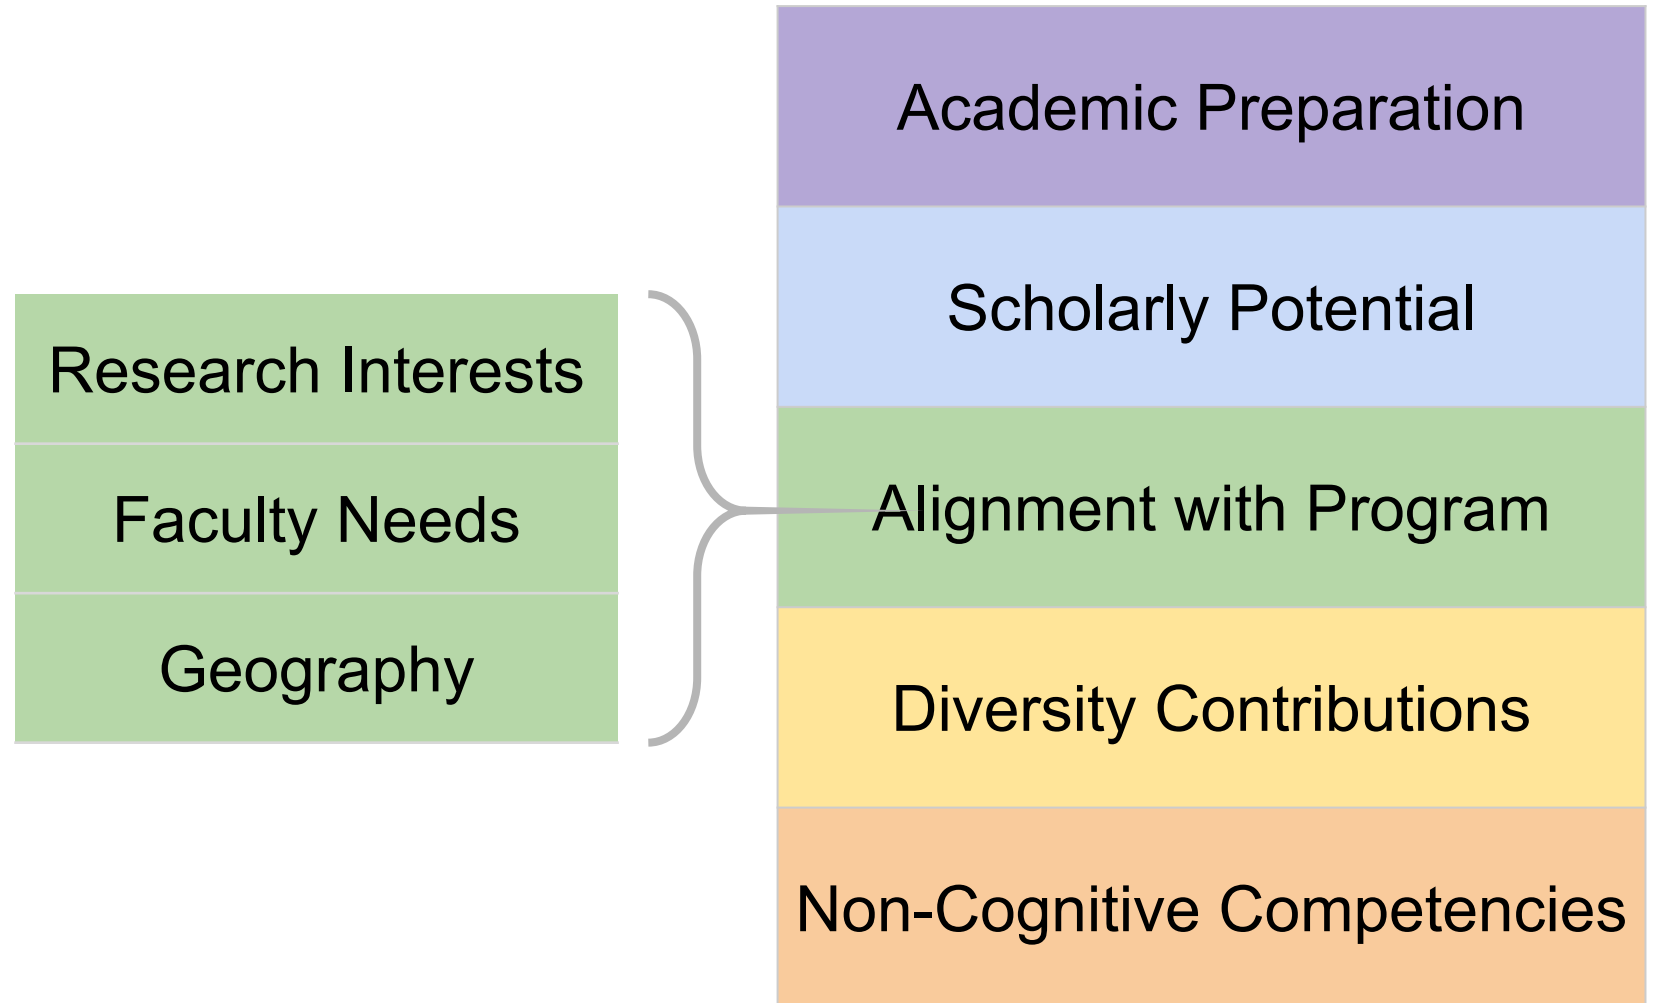 Research Interests
Faculty Needs
Geography
Academic Preparation
Scholarly Potential
Alignment with Program
Diversity Contributions
Non-Cognitive Competencies